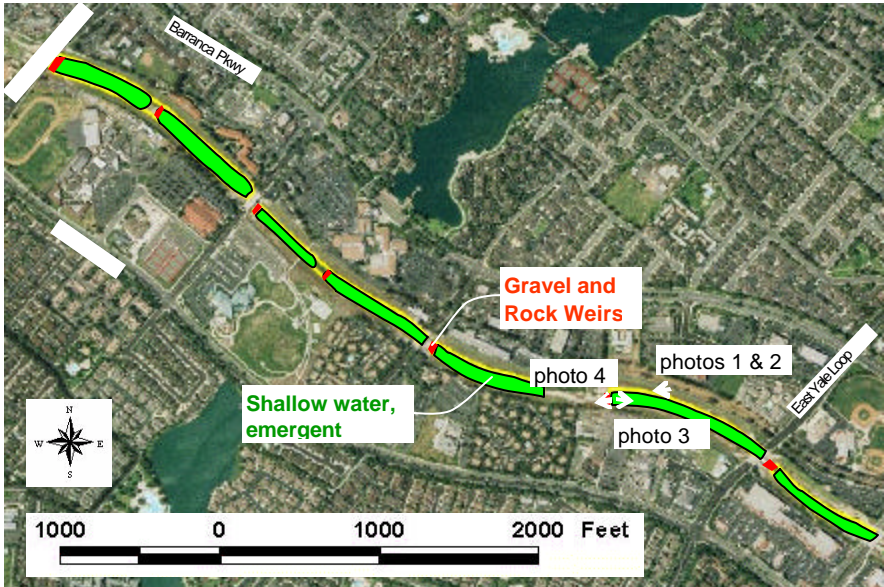 Barranca Pkwy
Gravel and
Rock Weirs
photo 4
photos 1 & 2
East Yale Loop
Shallow water,
emergent
photo 3
N
W E
S
1000 0 1000 2000 Feet